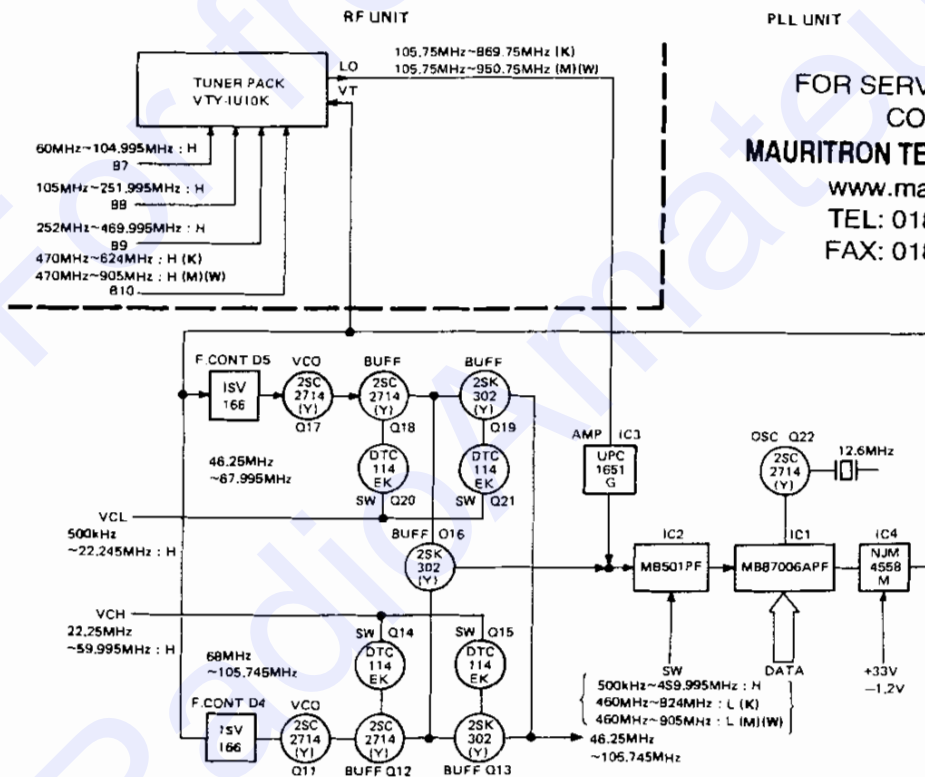 RF UNIT
PLL UNIT
TUNER PACK
VTY-IU10K
LO
VT
105.75MHz~869.75MHz (K)
105.75MHz~950.75MHz (M)(W)
FOR SERV
CO
MAURITRON TE
www.ma
TEL: 018
FAX: 018
60MHz~104.995MHz : H
B7
105MHz~251.995MHz : H
B8
252MHz~469.995MHz : H
B9
470MHz~624MHz : H (K)
470MHz~905MHz : H (M)(W)
B10
F.CONT D5
VCO
BUFF
BUFF
1SV
166
2SC
2714
(Y)
Q17
2SC
2714
(Y)
Q18
2SK
302
(Y)
Q19
AMP IC3
UPC
1651
G
OSC Q22
2SC
2714
(Y)
12.6MHz
46.25MHz
~67.995MHz
DTC
114
EK
SW Q20
DTC
114
EK
SW Q21
VCL
500kHz
~22.245MHz : H
BUFF Q16
2SK
302
(Y)
IC2
MB501PF
IC1
MB87006APF
IC4
NJM
4558
M
VCH
22.25MHz
~59.995MHz : H
SW Q14
DTC
114
EK
SW Q15
DTC
114
EK
68MHz
~105.745MHz
SW
DATA
+33V
-1.2V
500kHz~459.995MHz : H
460MHz~824MHz : L (K)
460MHz~905MHz : L (M)(W)
46.25MHz
~105.745MHz
F.CONT D4
VCO
1SV
166
2SC
2714
(Y)
Q11
2SC
2714
(Y)
BUFF Q12
2SK
302
(Y)
BUFF Q13
For fr
RadioAmateu